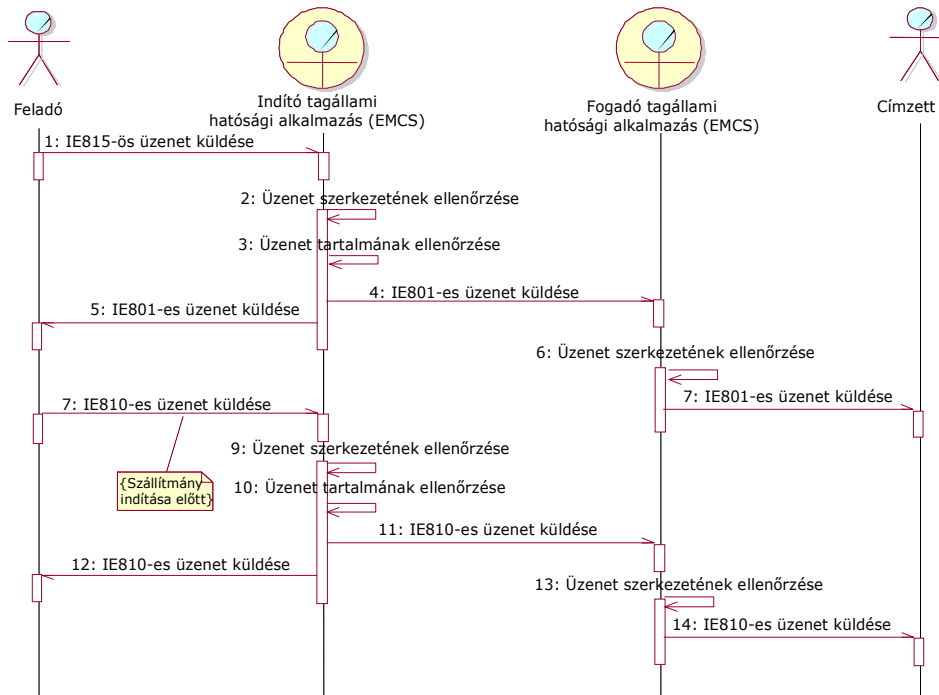 Feladó
Indító tagállami
hatósági alkalmazás (EMCS)
Fogadó tagállami
hatósági alkalmazás (EMCS)
Címzett
1: IE815-ös üzenet küldése
2: Üzenet szerkezetének ellenőrzése
3: Üzenet tartalmának ellenőrzése
4: IE801-es üzenet küldése
5: IE801-es üzenet küldése
6: Üzenet szerkezetének ellenőrzése
7: IE810-es üzenet küldése
7: IE801-es üzenet küldése
{Szállítmány
indítása előtt}
9: Üzenet szerkezetének ellenőrzése
10: Üzenet tartalmának ellenőrzése
11: IE810-es üzenet küldése
12: IE810-es üzenet küldése
13: Üzenet szerkezetének ellenőrzése
14: IE810-es üzenet küldése